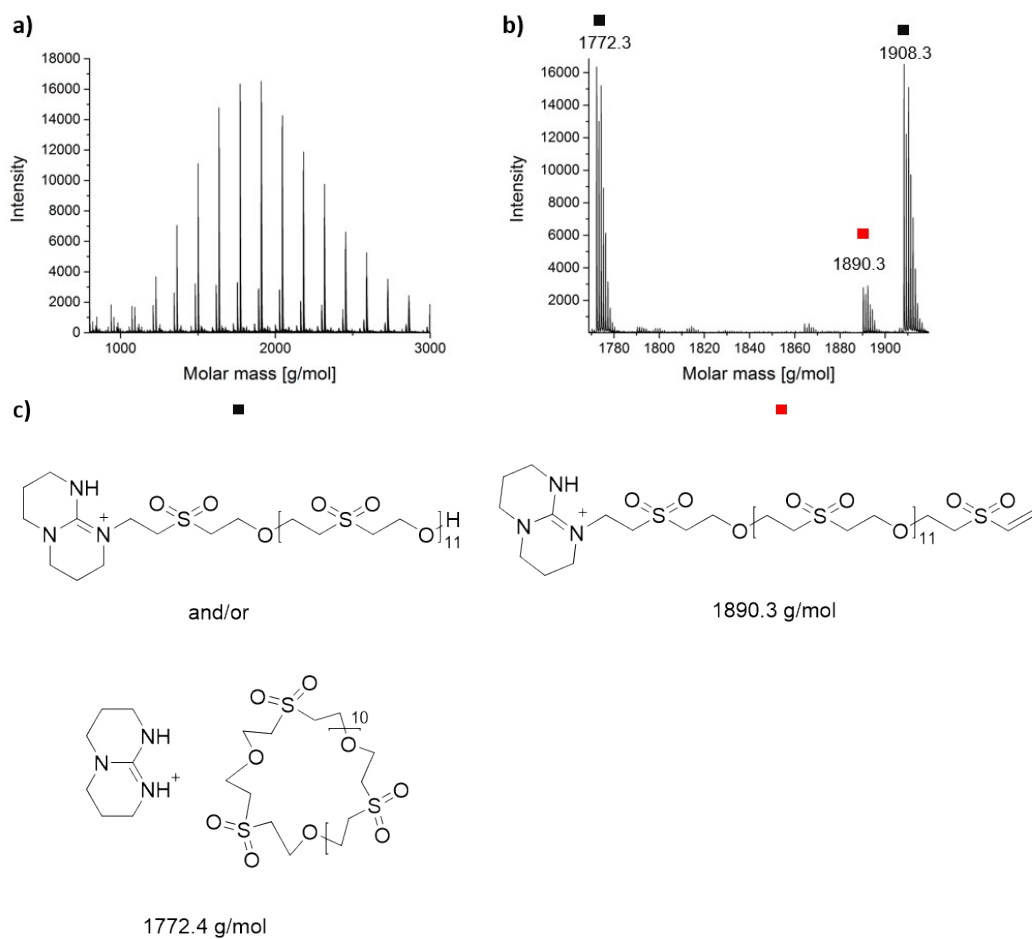 a)
18000
16000
14000
12000
10000
8000
6000
4000
2000
0
Intensity
1000
2000
3000
Molar mass [g/mol]
b)
1772.3
1908.3
1890.3
16000
14000
12000
10000
8000
6000
4000
2000
Intensity
1780
1800
1820
1840
1860
1880
1900
Molar mass [g/mol]
c)
NH
N
N
+
O
O
S
O
O
O
S
O
H
11
and/or
NH
N
N
+
O
O
S
O
O
O
S
O
11
O
O
S
1890.3 g/mol
NH
N
NH
+
O
O
S
10
O
O
S
O
O
O
S
O
O
1772.4 g/mol